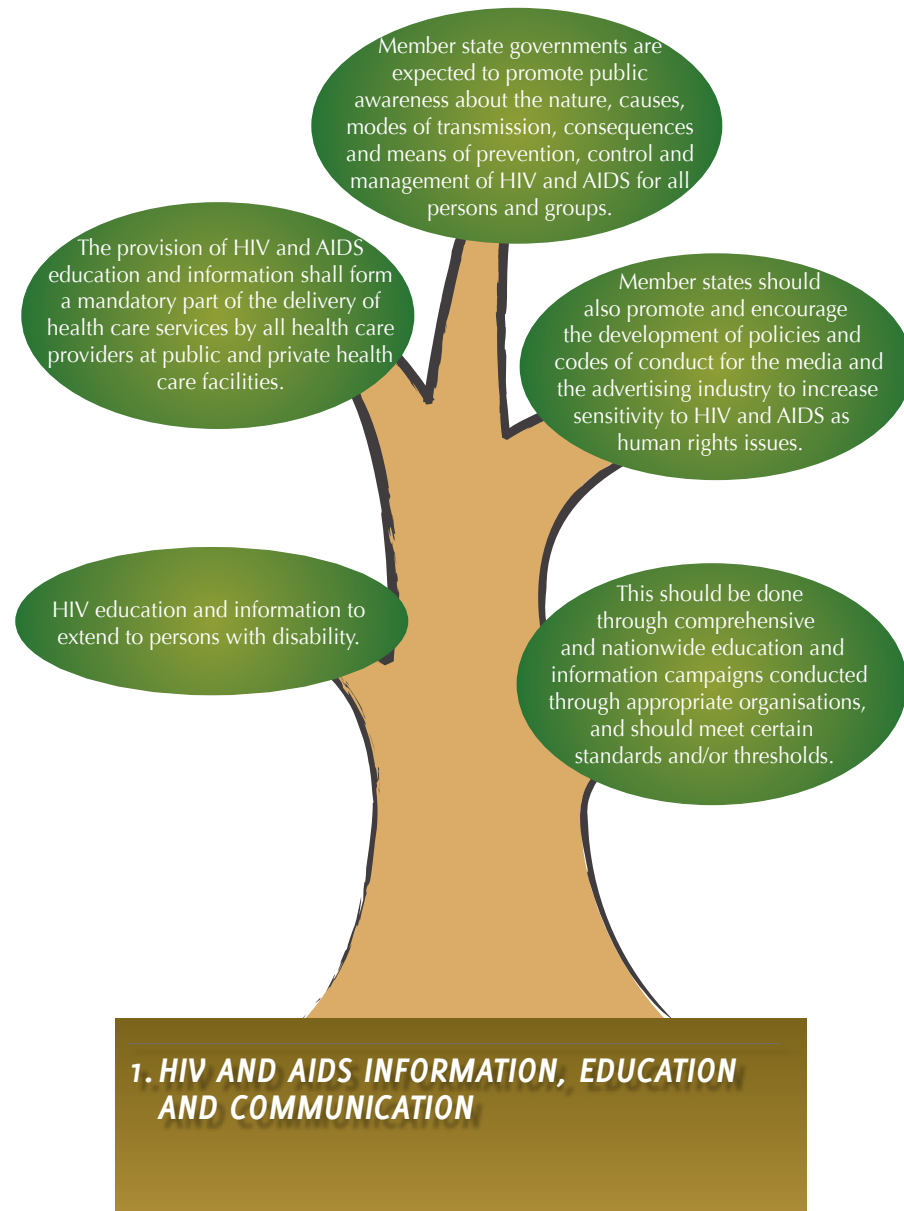 Member state governments are
expected to promote public
awareness about the nature, causes,
modes of transmission, consequences
and means of prevention, control and
management of HIV and AIDS for all
persons and groups.
The provision of HIV and AIDS
education and information shall form
a mandatory part of the delivery of
health care services by all health care
providers at public and private health
care facilities.
Member states should
also promote and encourage
the development of policies and
codes of conduct for the media and
the advertising industry to increase
sensitivity to HIV and AIDS as
human rights issues.
HIV education and information to
extend to persons with disability.
This should be done
through comprehensive
and nationwide education and
information campaigns conducted
through appropriate organisations,
and should meet certain
standards and/or thresholds.
1. HIV AND AIDS INFORMATION, EDUCATION
AND COMMUNICATION